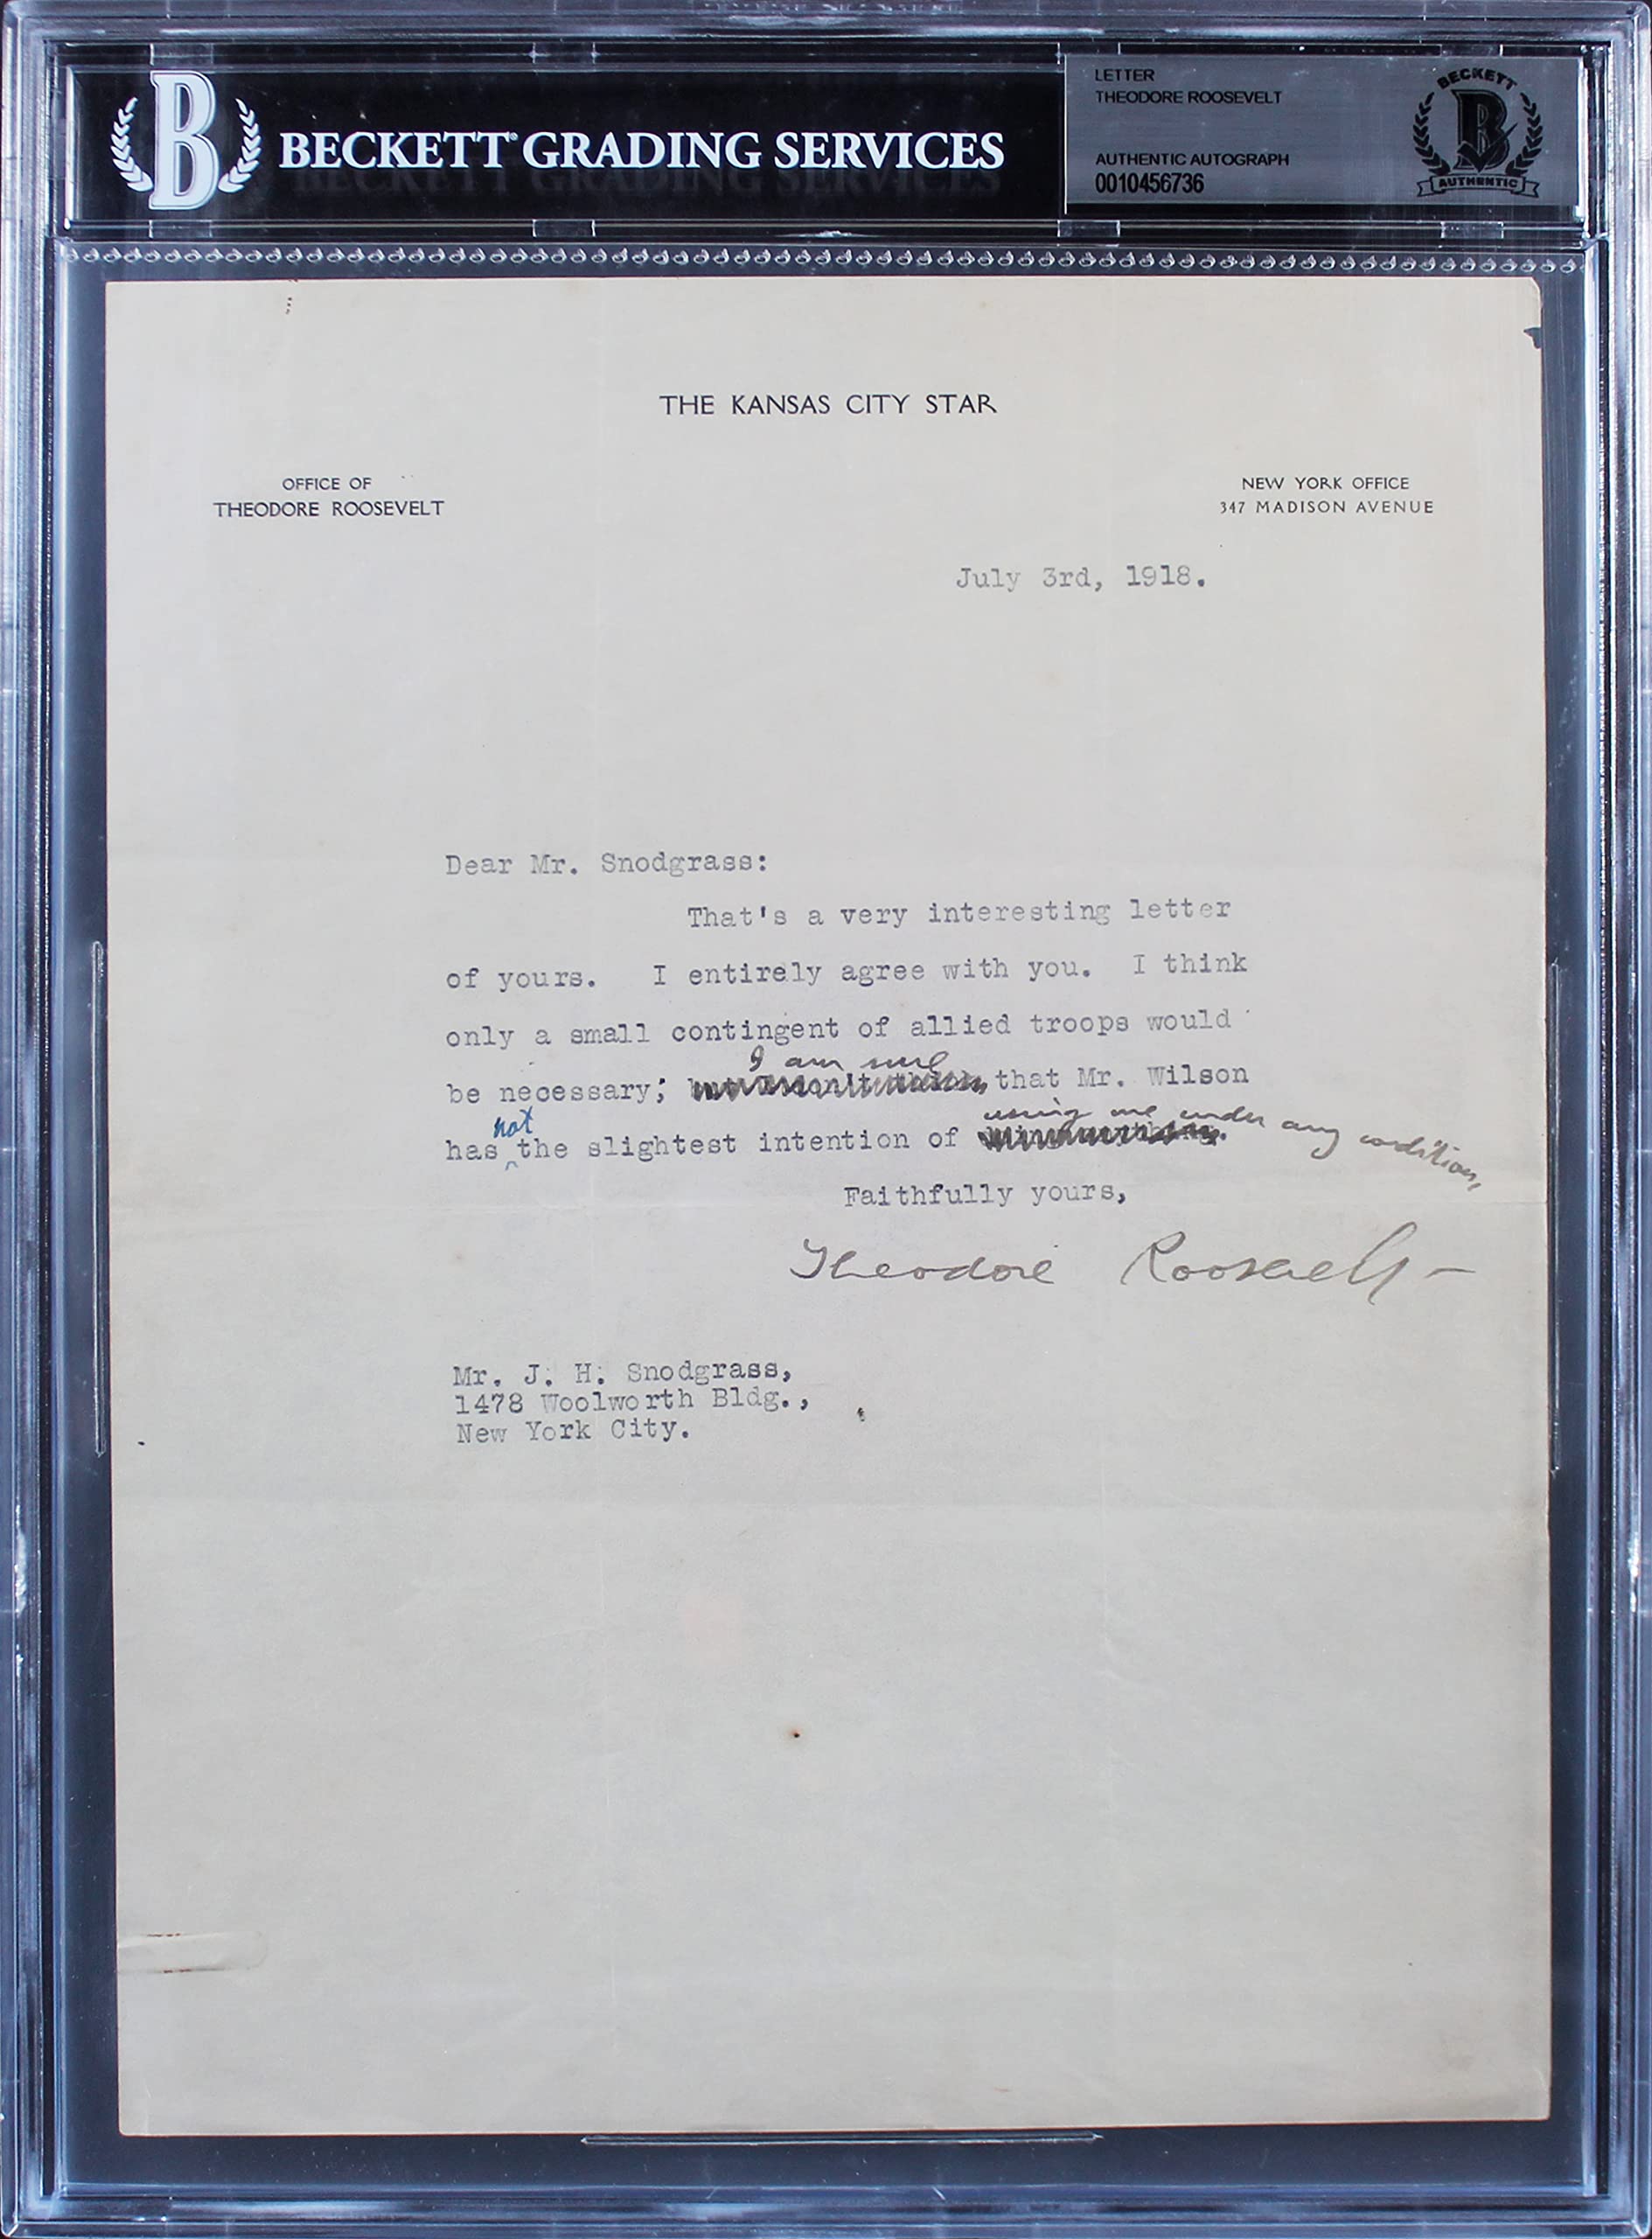 BECKETT GRADING SERVICES
LETTER
THEODORE ROOSEVELT
AUTHENTIC AUTOGRAPH
0010456736
BECKETT
B
AUTHENTIC
B
THE KANSAS CITY STAR
OFFICE OF
THEODORE ROOSEVELT
NEW YORK OFFICE
347 MADISON AVENUE
July 3rd, 1918.
Dear Mr. Snodgrass:
That's a very interesting letter
of yours. I entirely agree with you. I think
only a small contingent of allied troops would
I am sure
be necessary; that Mr. Wilson
not using me under any condition,
has the slightest intention of
Faithfully yours,
Theodore Roosevelt
Mr. J. H. Snodgrass,
1478 Woolworth Bldg.,
New York City.